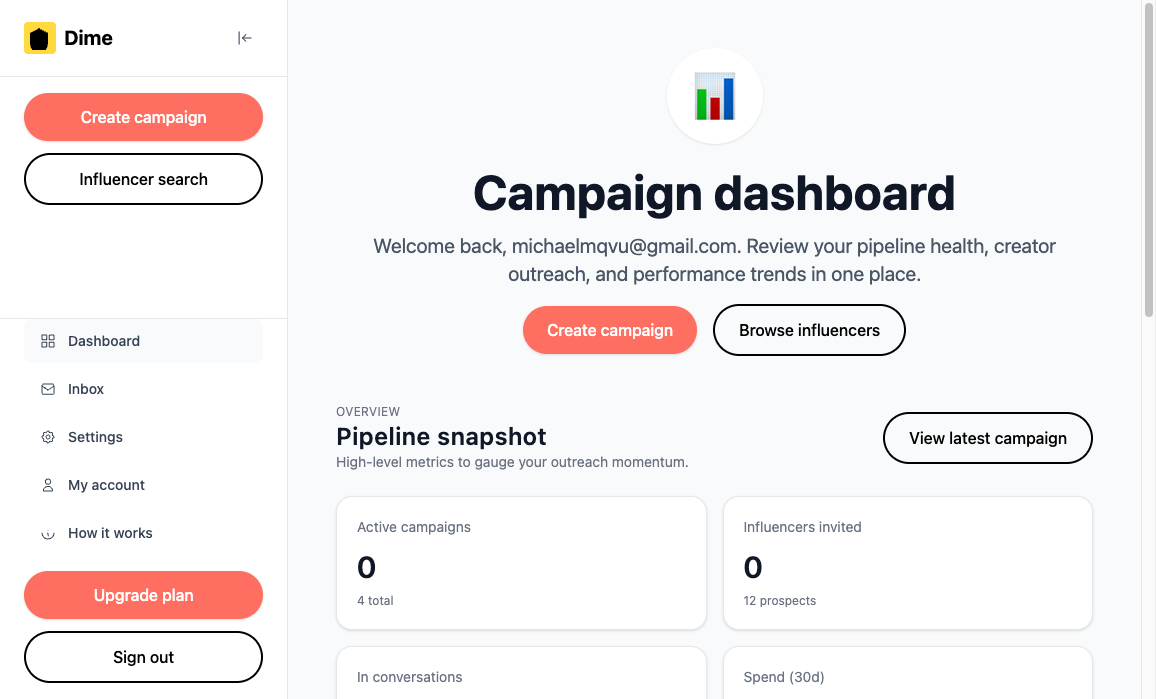 Dime
Create campaign
Influencer search
Dashboard
Inbox
Settings
My account
How it works
Upgrade plan
Sign out
Campaign dashboard
Welcome back, michaelmqvu@gmail.com. Review your pipeline health, creator
outreach, and performance trends in one place.
Create campaign
Browse influencers
OVERVIEW
Pipeline snapshot
High-level metrics to gauge your outreach momentum.
View latest campaign
Active campaigns
0
4 total
Influencers invited
0
12 prospects
In conversations
Spend (30d)